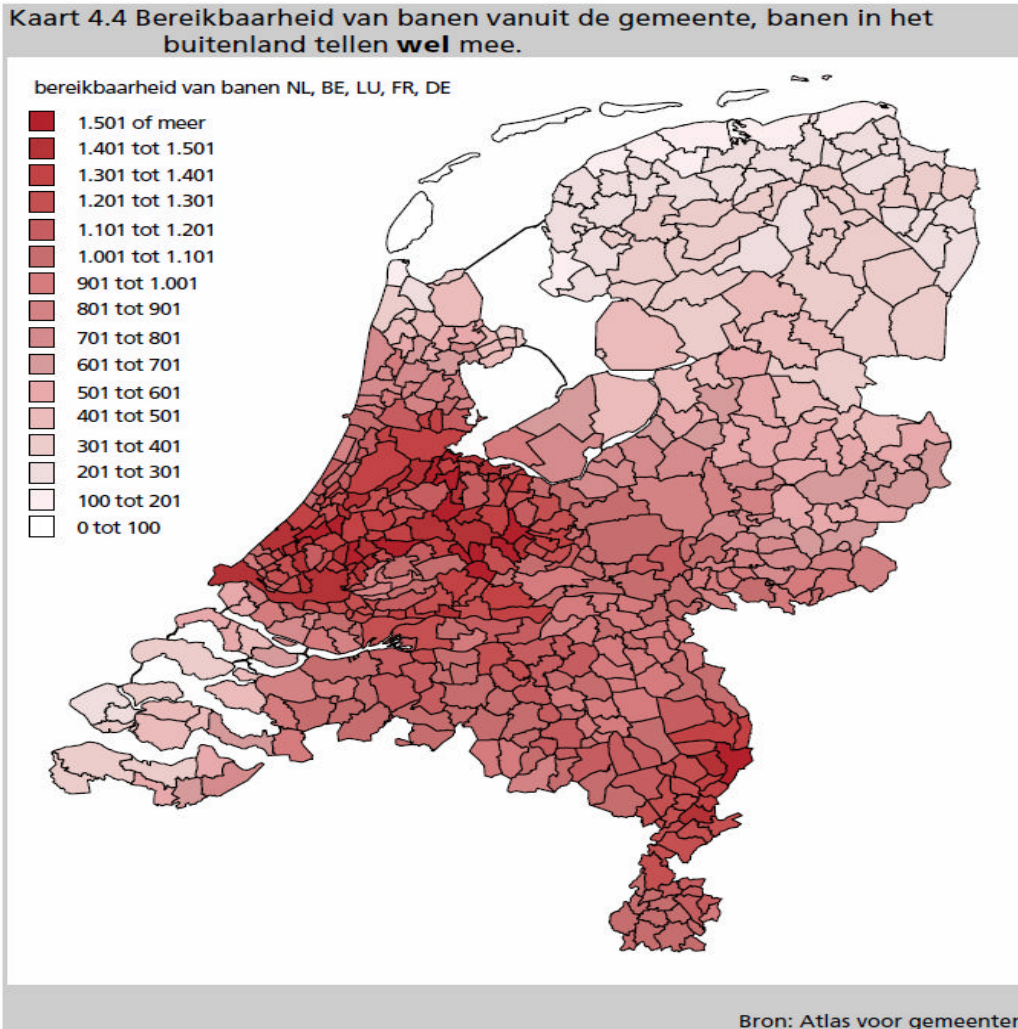 Kaart 4.4 Bereikbaarheid van banen vanuit de gemeente, banen in het
buitenland tellen wel mee.
bereikbaarheid van banen NL, BE, LU, FR, DE
1.501 of meer
1.401 tot 1.501
1.301 tot 1.401
1.201 tot 1.301
1.101 tot 1.201
1.001 tot 1.101
901 tot 1.001
801 tot 901
701 tot 801
601 tot 701
501 tot 601
401 tot 501
301 tot 401
201 tot 301
100 tot 201
0 tot 100
Bron: Atlas voor gemeenten